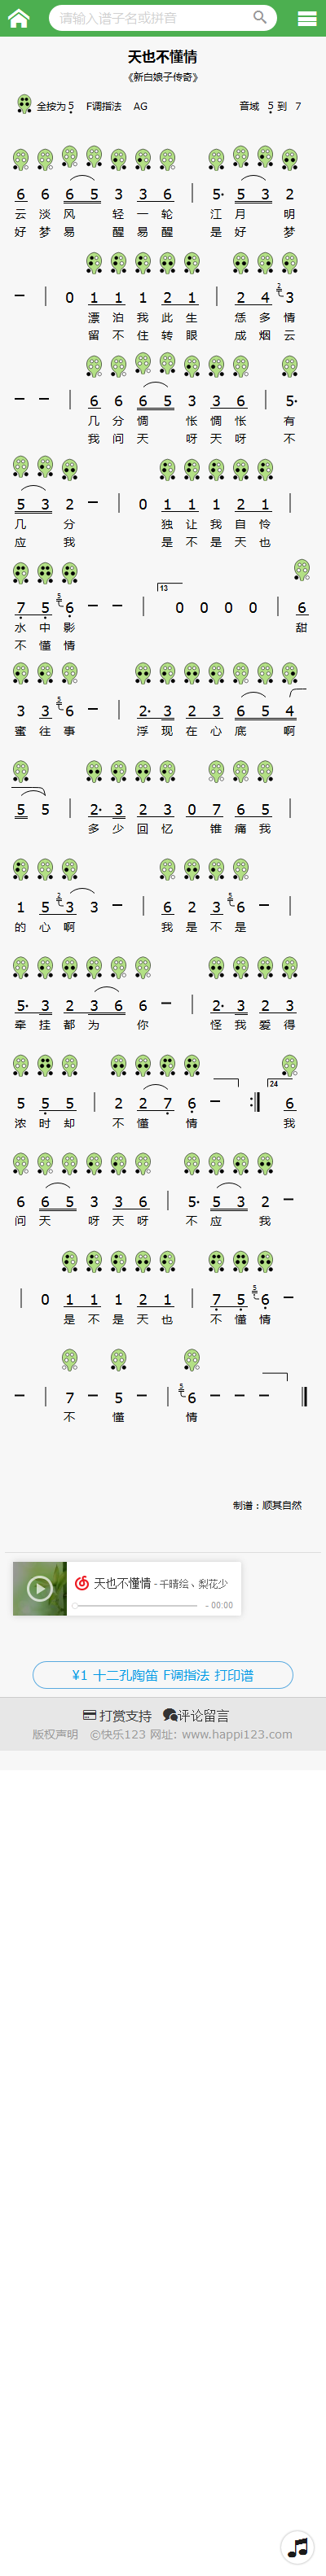 请输入谱子名或拼音
天也不懂情
《新白娘子传奇》
全按为5 F调指法 AG 音域 5 到 7
6 6 6 5 3 3 6 | 5· 5 3 2
云 淡 风 轻 一 轮 江 月 明
好 梦 易 醒 易 醒 是 好 梦
- | 0 1 1 1 2 1 | 2 4 2 3
漂 泊 我 此 生 恁 多 情
留 不 住 转 眼 成 烟 云
- - | 6 6 6 5 3 3 6 | 5·
几 分 惆 怅 惆 怅 有
我 问 天 呀 天 呀 不
5 3 2 - | 0 1 1 1 2 1 |
几 分 独 让 我 自 怜
应 我 是 不 是 天 也
7 5 5 6 - - | 13 0 0 0 0 | 6
水 中 影 甜
不 懂 情
3 3 5 6 - | 2· 3 2 3 6 5 4
蜜 往 事 浮 现 在 心 底 啊
5 5 | 2· 3 2 3 0 7 6 5 |
多 少 回 忆 锥 痛 我
1 5 2 3 3 - | 6 2 3 5 6 - |
的 心 啊 我 是 不 是
5· 3 2 3 6 6 - | 2· 3 2 3
牵 挂 都 为 你 怪 我 爱 得
5 5 5 | 2 2 7 6 - :| 24 6
浓 时 却 不 懂 情 我
6 6 5 3 3 6 | 5· 5 3 2 -
问 天 呀 天 呀 不 应 我
| 0 1 1 1 2 1 | 7 5 5 6 -
是 不 是 天 也 不 懂 情
- | 7 - 5 - | 5 6 - - - ‖
不 懂 情
制谱：顺其自然
天也不懂情 - 千晴绘、梨花少
- 00:00
¥1 十二孔陶笛 F调指法 打印谱
打赏支持 评论留言
版权声明 ©快乐123 网址: www.happi123.com